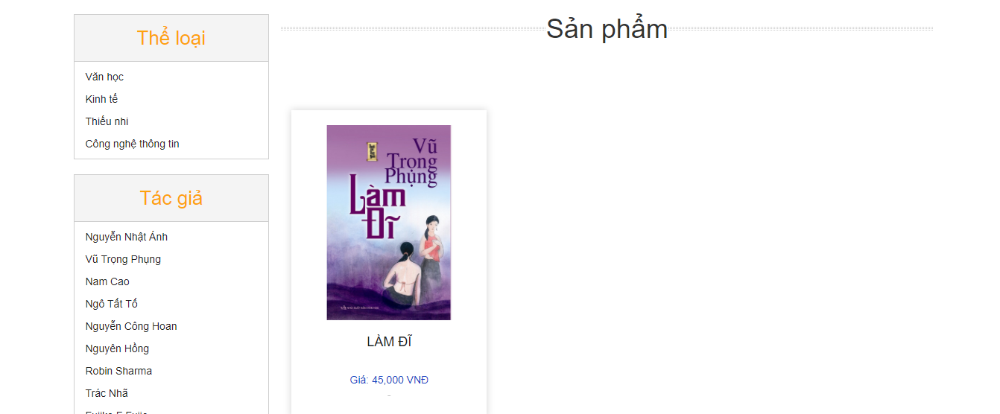 Thể loại
Văn học
Kinh tế
Thiếu nhi
Công nghệ thông tin
Tác giả
Nguyễn Nhật Ánh
Vũ Trọng Phụng
Nam Cao
Ngô Tất Tố
Nguyễn Công Hoan
Nguyên Hồng
Robin Sharma
Trác Nhã
Sản phẩm
Vũ
Trọng
Phụng
Làm
Đĩ
LÀM ĐĨ
Giá: 45,000 VNĐ